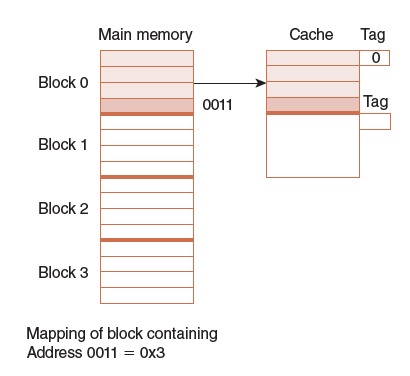 Main memory
Cache
Tag
Block 0
0
0011
Tag
Block 1
Block 2
Block 3
Mapping of block containing
Address 0011 = 0x3